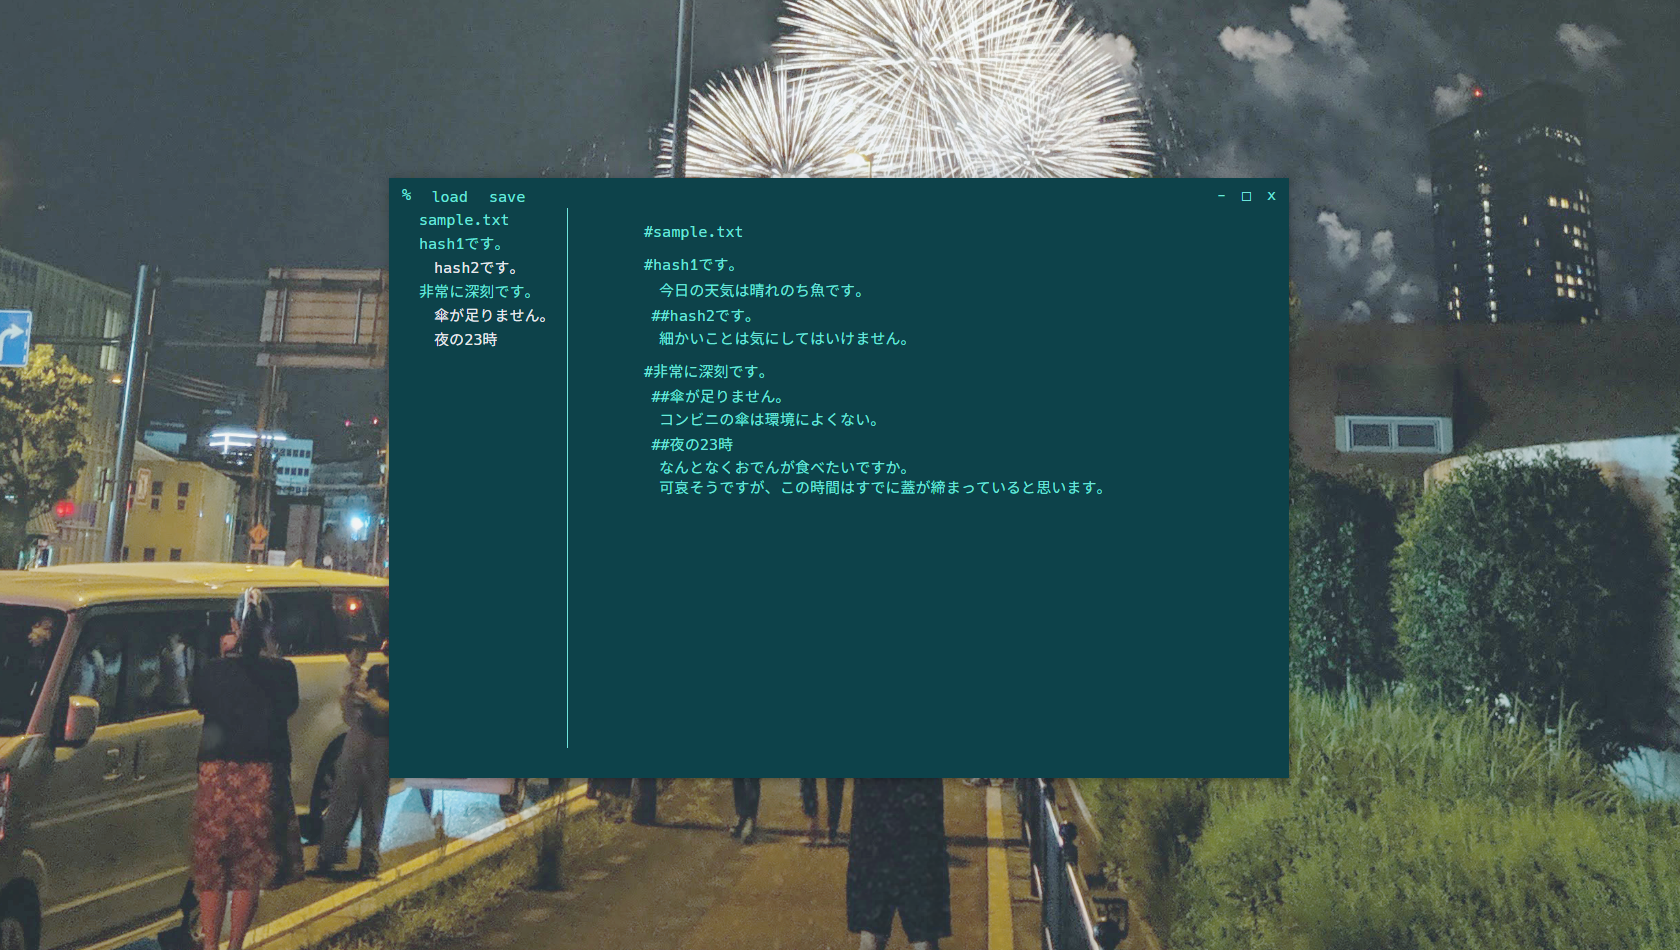 % load save － □ x
sample.txt
hash1です。
hash2です。
非常に深刻です。
傘が足りません。
夜の23時
#sample.txt
#hash1です。
今日の天気は晴れのち魚です。
##hash2です。
細かいことは気にしてはいけません。
#非常に深刻です。
##傘が足りません。
コンビニの傘は環境によくない。
##夜の23時
なんとなくおでんが食べたいですか。
可哀そうですが、この時間はすでに蓋が締まっていると思います。